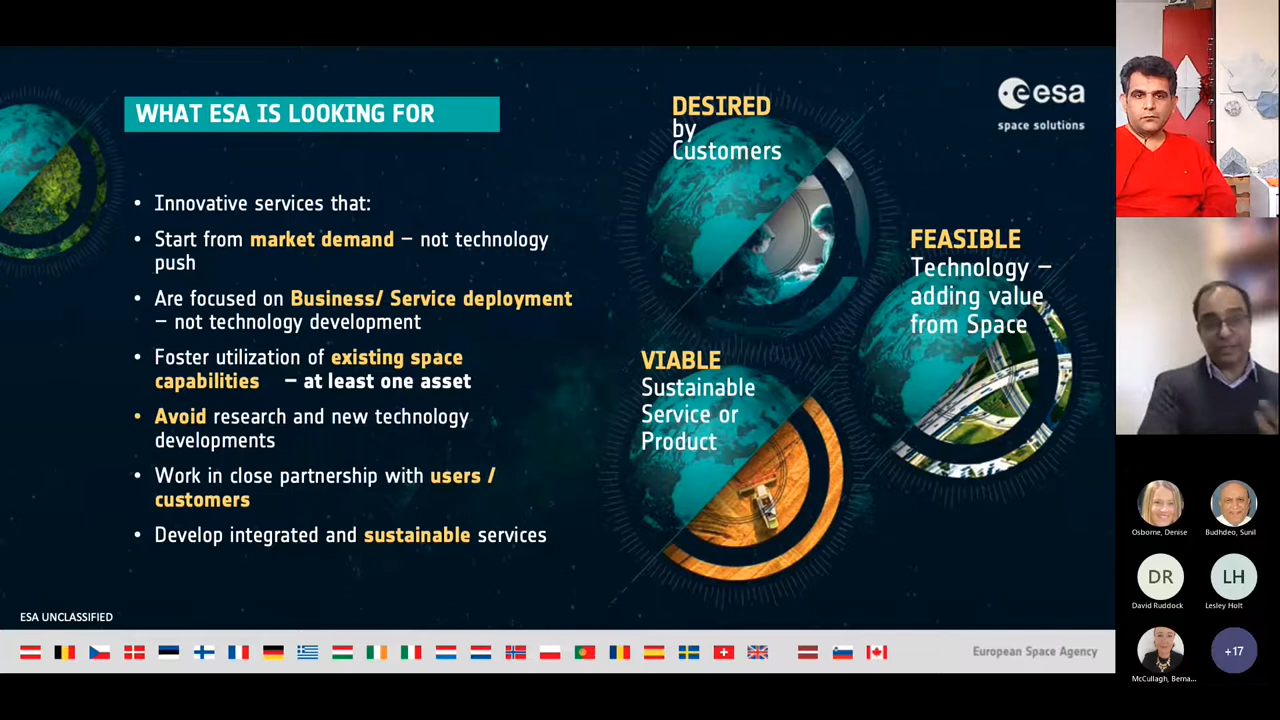 WHAT ESA IS LOOKING FOR
• Innovative services that:
• Start from market demand – not technology
push
• Are focused on Business/ Service deployment
– not technology development
• Foster utilization of existing space
capabilities – at least one asset
• Avoid research and new technology
developments
• Work in close partnership with users /
customers
• Develop integrated and sustainable services
DESIRED
by
Customers
FEASIBLE
Technology –
adding value
from Space
VIABLE
Sustainable
Service or
Product
esa
space solutions
ESA UNCLASSIFIED
European Space Agency
Osborne, Denise
Budhdeo, Sunil
DR
LH
David Ruddock
Lesley Holt
+17
McCullagh, Berna...